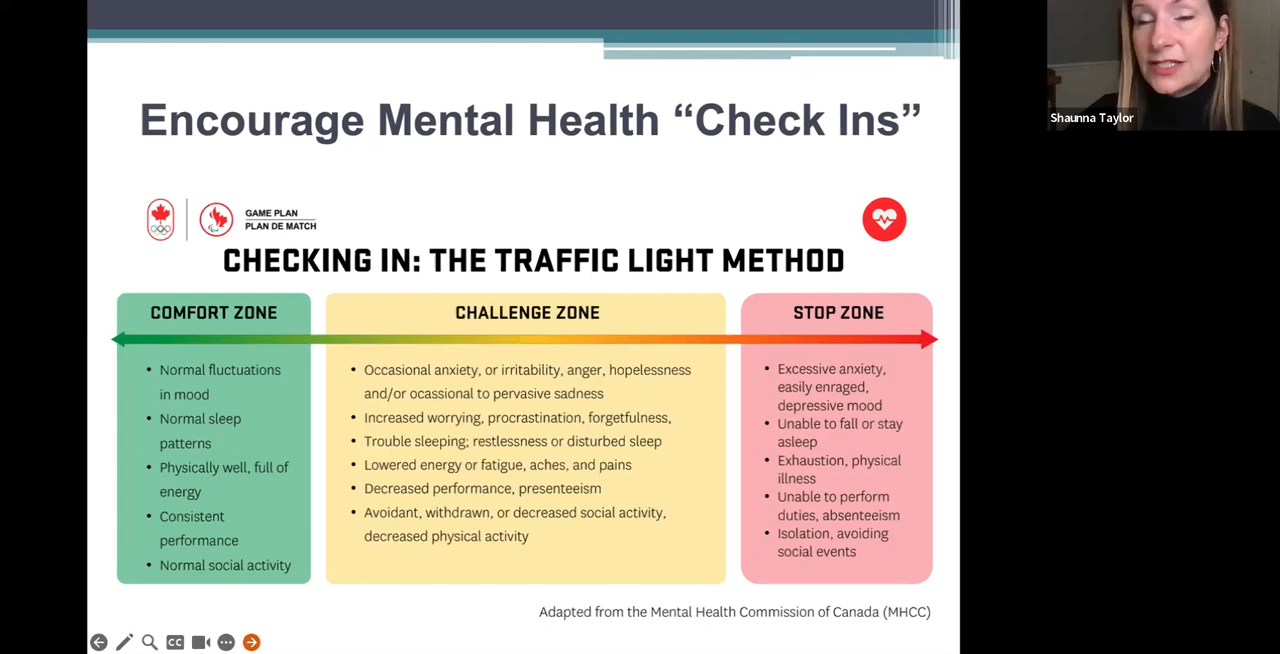 Encourage Mental Health “Check Ins”
GAME PLAN
PLAN DE MATCH
CHECKING IN: THE TRAFFIC LIGHT METHOD
COMFORT ZONE
• Normal fluctuations
in mood
• Normal sleep
patterns
• Physically well, full of
energy
• Consistent
performance
• Normal social activity
CHALLENGE ZONE
• Occasional anxiety, or irritability, anger, hopelessness
and/or ocassional to pervasive sadness
• Increased worrying, procrastination, forgetfulness,
• Trouble sleeping; restlessness or disturbed sleep
• Lowered energy or fatigue, aches, and pains
• Decreased performance, presenteeism
• Avoidant, withdrawn, or decreased social activity,
decreased physical activity
STOP ZONE
• Excessive anxiety,
easily enraged,
depressive mood
• Unable to fall or stay
asleep
• Exhaustion, physical
illness
• Unable to perform
duties, absenteeism
• Isolation, avoiding
social events
Adapted from the Mental Health Commission of Canada (MHCC)
CC
Shaunna Taylor